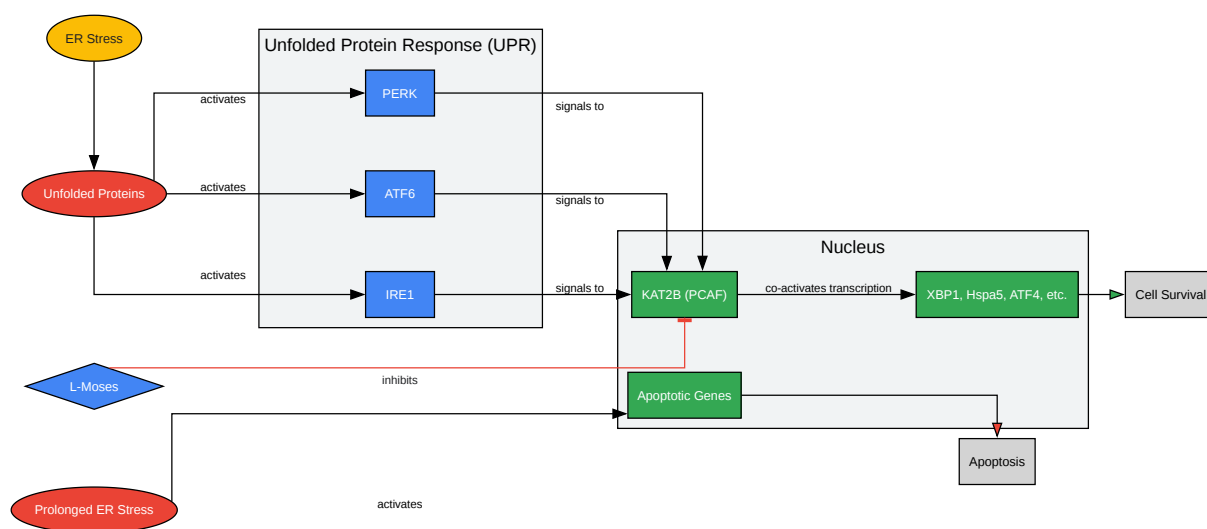 ER Stress
Unfolded Protein Response (UPR)
activates
PERK
signals to
Unfolded Proteins
activates
ATF6
signals to
Nucleus
activates
IRE1
signals to
KAT2B (PCAF)
co-activates transcription
XBP1, Hspa5, ATF4, etc.
Cell Survival
L-Moses
inhibits
Apoptotic Genes
Apoptosis
Prolonged ER Stress
activates